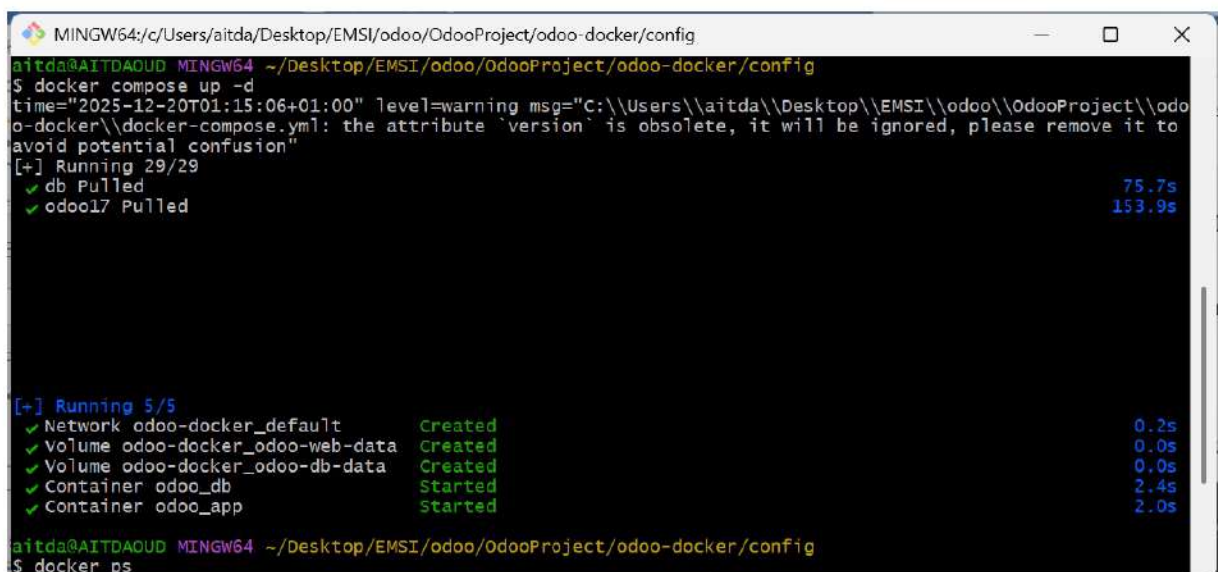 MINGW64:/c/Users/aitda/Desktop/EMSI/odoo/OdooProject/odoo-docker/config
aitda@AITDAOUD MINGW64 ~/Desktop/EMSI/odoo/OdooProject/odoo-docker/config
$ docker compose up -d
time="2025-12-20T01:15:06+01:00" level=warning msg="C:\\Users\\aitda\\Desktop\\EMSI\\odoo\\OdooProject\\odo
o-docker\\docker-compose.yml: the attribute `version` is obsolete, it will be ignored, please remove it to
avoid potential confusion"
[+] Running 29/29
✓ db Pulled 75.7s
✓ odoo17 Pulled 153.9s
[+] Running 5/5
✓ Network odoo-docker_default Created 0.2s
✓ Volume odoo-docker_odoo-web-data Created 0.0s
✓ Volume odoo-docker_odoo-db-data Created 0.0s
✓ Container odoo_db Started 2.4s
✓ Container odoo_app Started 2.0s
aitda@AITDAOUD MINGW64 ~/Desktop/EMSI/odoo/OdooProject/odoo-docker/config
$ docker ps